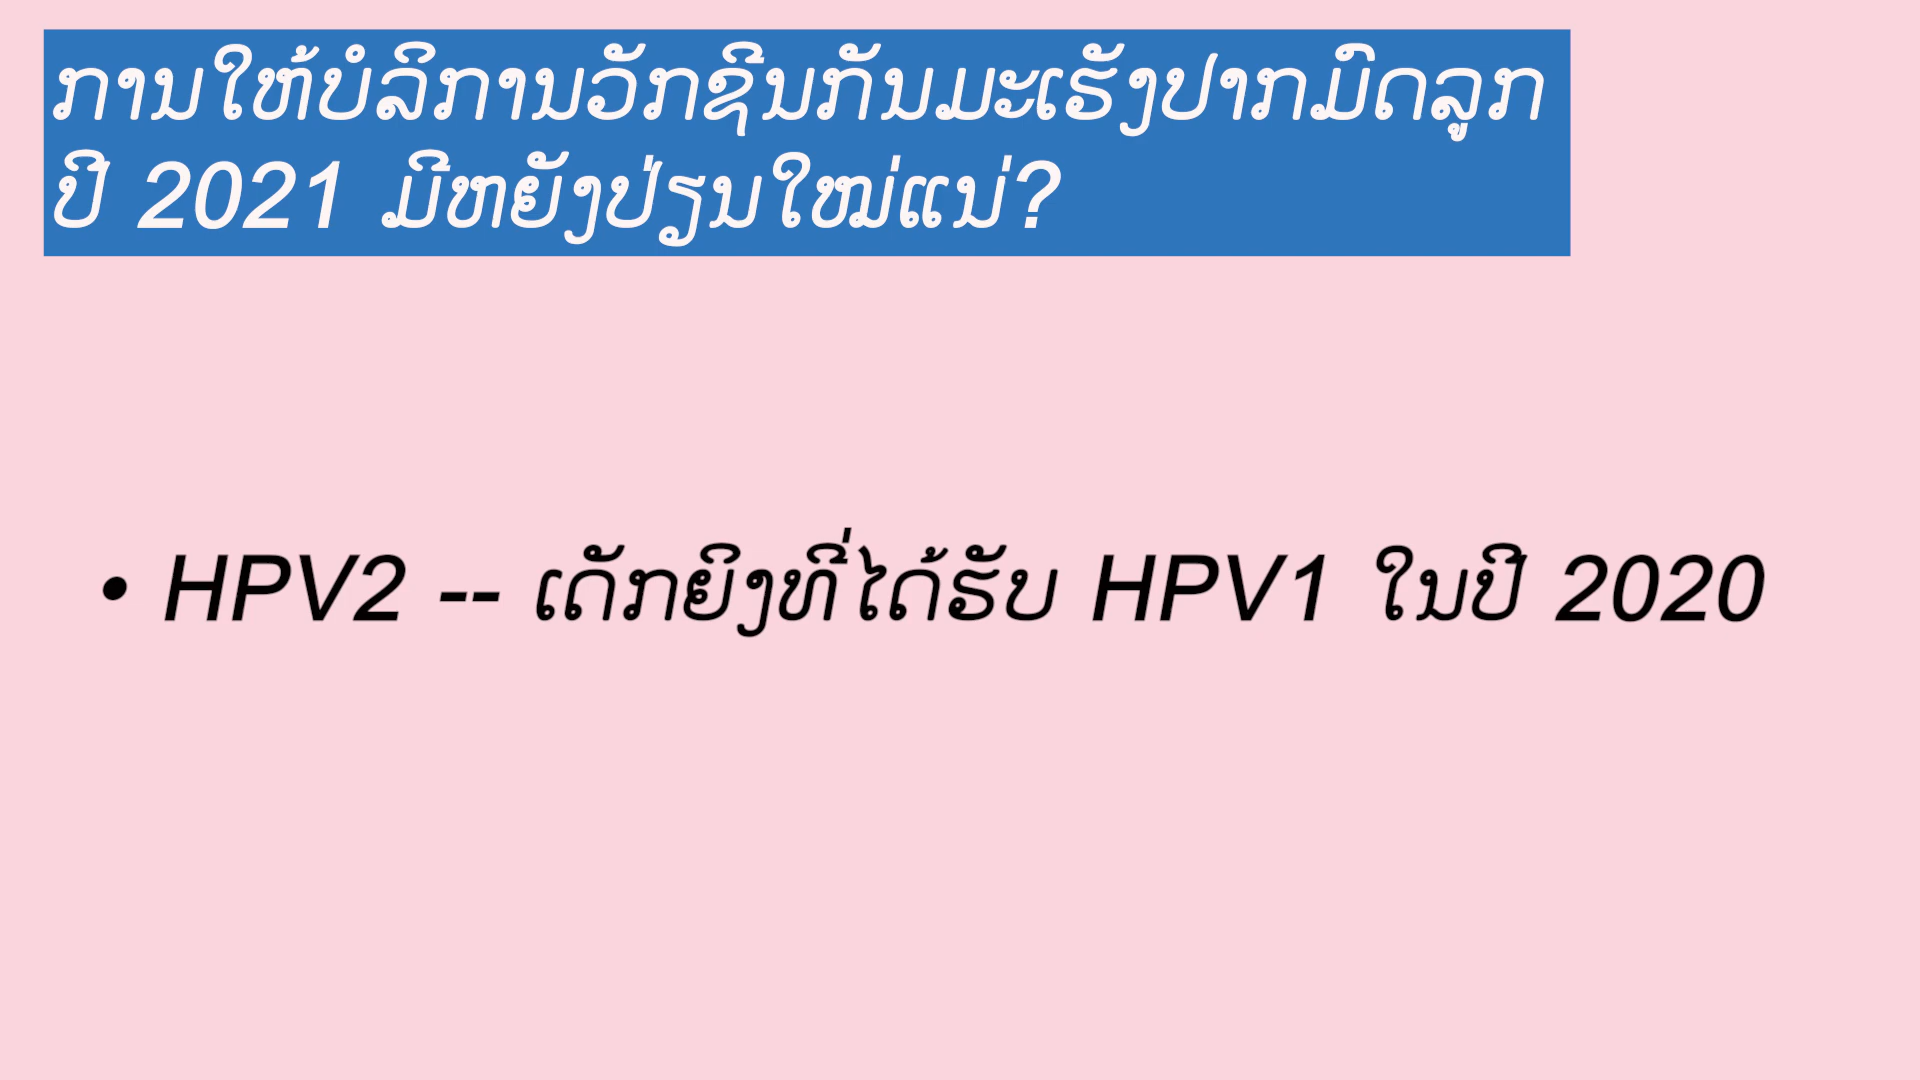 ການໃຫ້ບໍລິການວັກຊີນກັນມະເຮັງປາກມົດລູກ
ປີ 2021 ມີຫຍັງປ່ຽນໃໝ່ແນ່?
• HPV2 -- ເດັກຍິງທີ່ໄດ້ຮັບ HPV1 ໃນປີ 2020